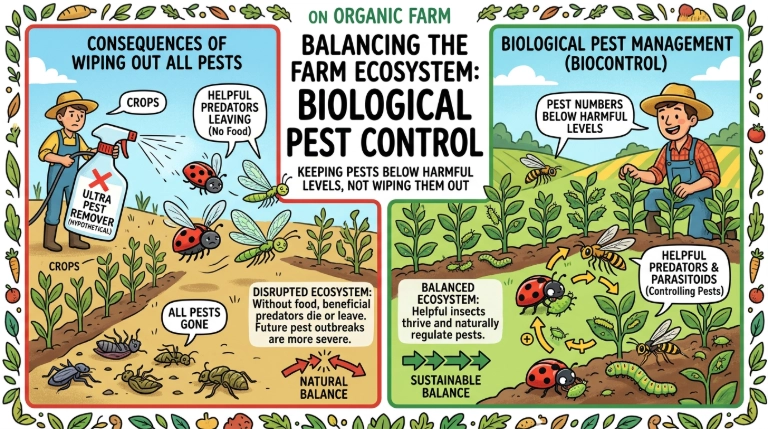 ON ORGANIC FARM
BALANCING THE
FARM ECOSYSTEM:
BIOLOGICAL
PEST CONTROL
KEEPING PESTS BELOW HARMFUL
LEVELS, NOT WIPING THEM OUT
CONSEQUENCES OF
WIPING OUT ALL PESTS
CROPS
HELPFUL
PREDATORS
LEAVING
(No Food)
ULTRA
PEST
REMOVER
(HYPOTHETICAL)
CROPS
ALL PESTS
GONE
DISRUPTED ECOSYSTEM:
Without food, beneficial
predators die or leave.
Future pest outbreaks
are more severe.
NATURAL
BALANCE
BIOLOGICAL PEST MANAGEMENT
(BIOCONTROL)
PEST NUMBERS
BELOW HARMFUL
LEVELS
HELPFUL
PREDATORS &
PARASITOIDS
(Controlling Pests)
BALANCED
ECOSYSTEM:
Helpful insects
thrive and naturally
regulate pests.
SUSTAINABLE
BALANCE